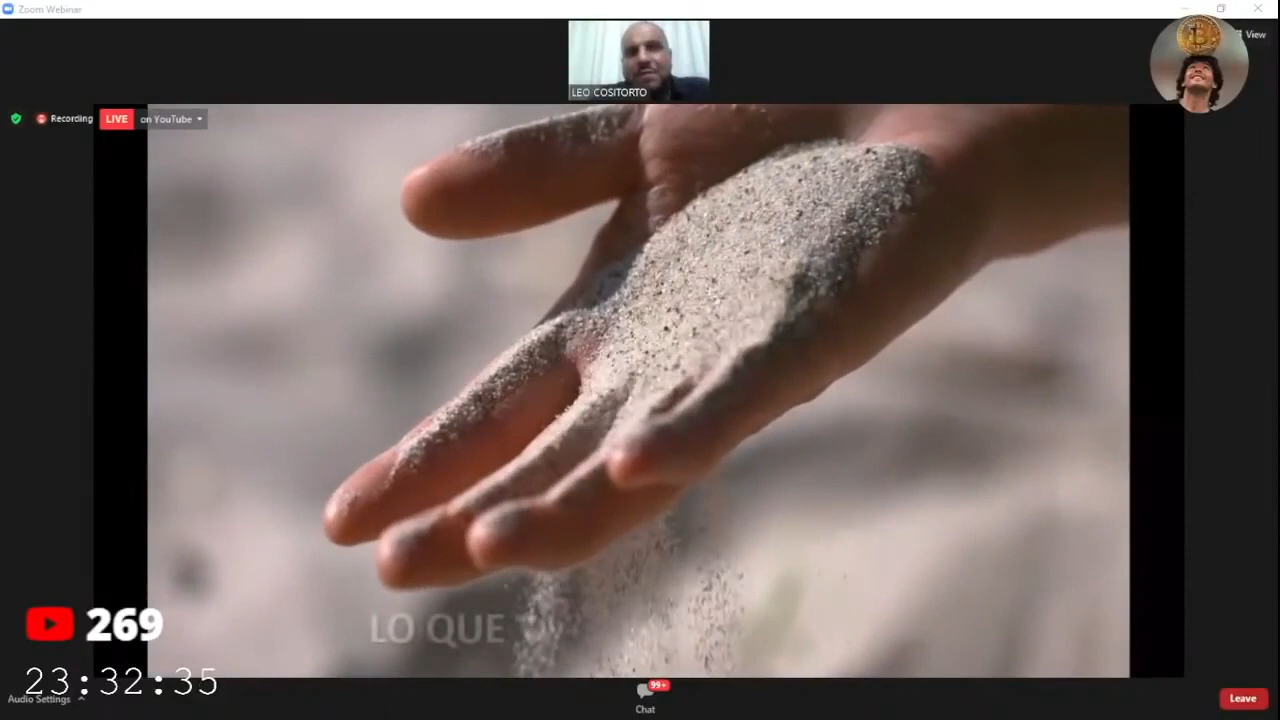 Zoom Webinar
View
LEO COSITORTO
Recording
LIVE
on YouTube
LO QUE
269
23:32:35
Audio Settings
99+
Chat
Leave